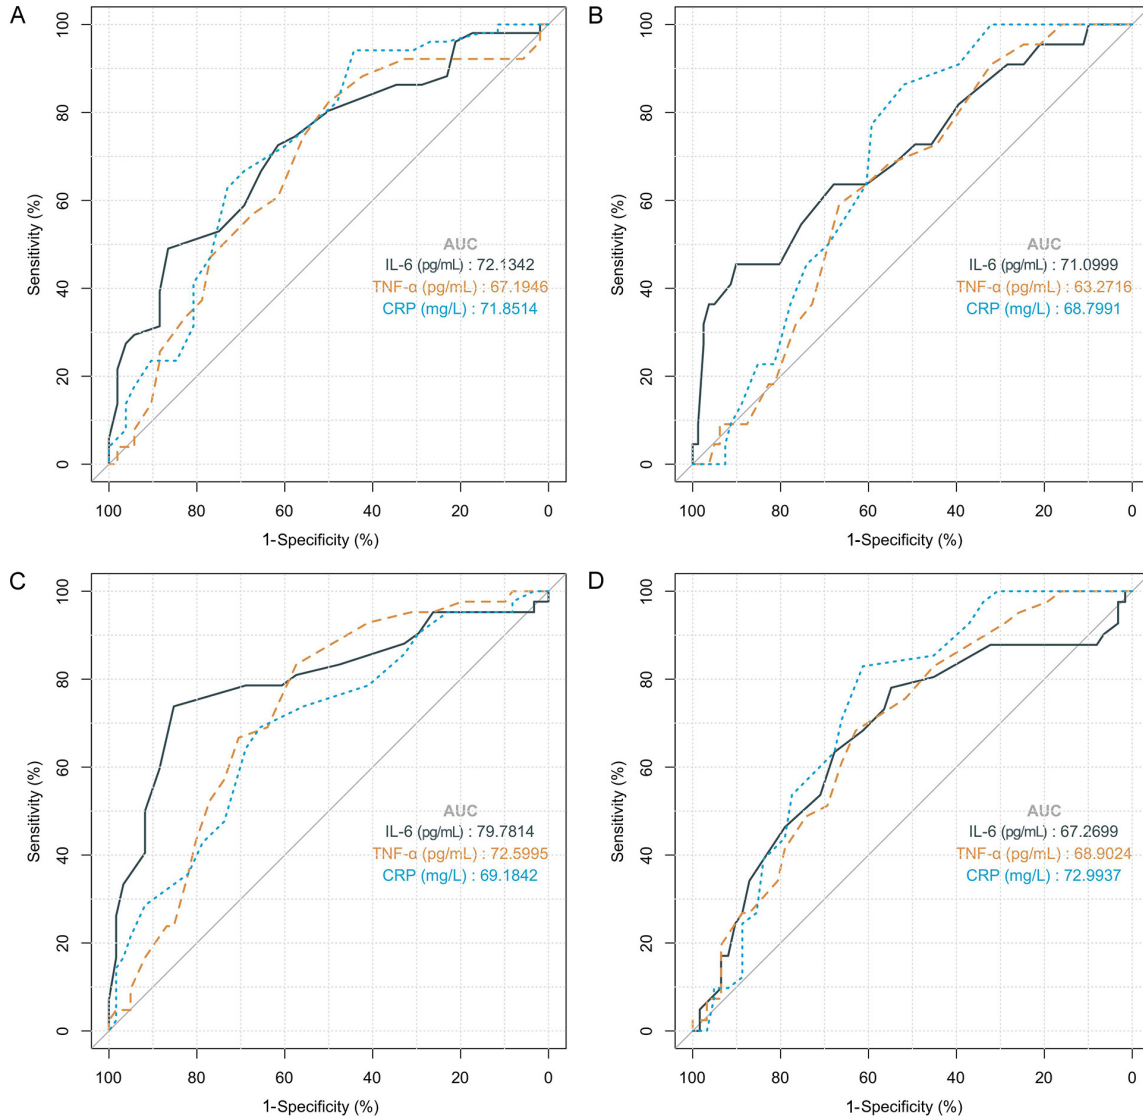 A
100
80
60
40
20
0
Sensitivity (%)
AUC
IL-6 (pg/mL) : 72.1342
TNF-α (pg/mL) : 67.1946
CRP (mg/L) : 71.8514
100 80 60 40 20 0
1-Specificity (%)
B
100
80
60
40
20
0
Sensitivity (%)
AUC
IL-6 (pg/mL) : 71.0999
TNF-α (pg/mL) : 63.2716
CRP (mg/L) : 68.7991
100 80 60 40 20 0
1-Specificity (%)
C
100
80
60
40
20
0
Sensitivity (%)
AUC
IL-6 (pg/mL) : 79.7814
TNF-α (pg/mL) : 72.5995
CRP (mg/L) : 69.1842
100 80 60 40 20 0
1-Specificity (%)
D
100
80
60
40
20
0
Sensitivity (%)
AUC
IL-6 (pg/mL) : 67.2699
TNF-α (pg/mL) : 68.9024
CRP (mg/L) : 72.9937
100 80 60 40 20 0
1-Specificity (%)